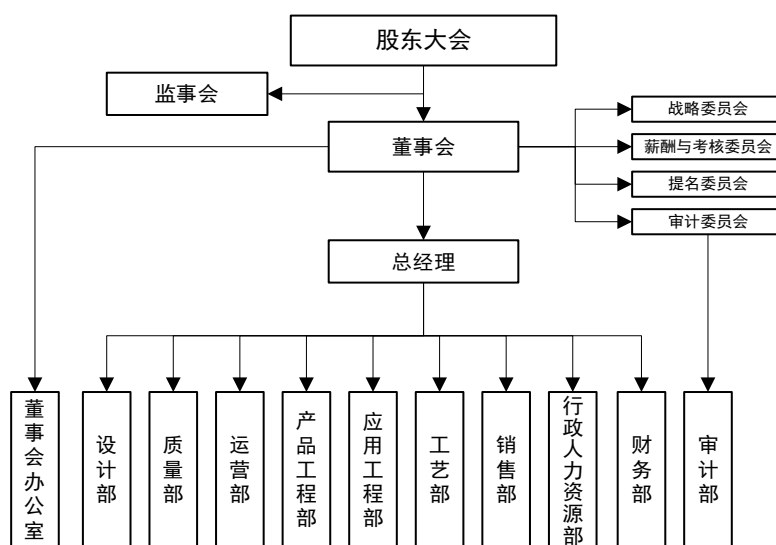 股东大会
监事会
战略委员会
董事会
薪酬与考核委员会
提名委员会
审计委员会
总经理
董事会办公室
设计部
质量部
运营部
产品工程部
应用工程部
工艺部
销售部
行政人力资源部
财务部
审计部